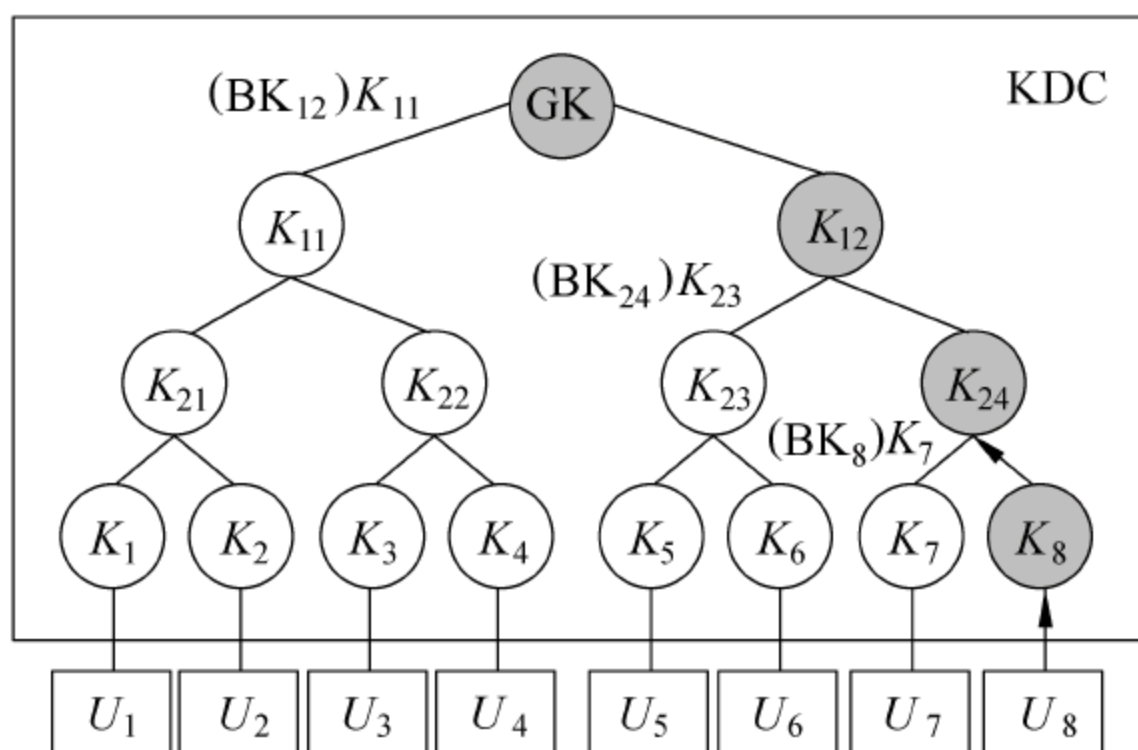 (BK₁₂)K₁₁ GK KDC
K₁₁ K₁₂
(BK₂₄)K₂₃
K₂₁ K₂₂ K₂₃ K₂₄
(BK₈)K₇
K₁ K₂ K₃ K₄ K₅ K₆ K₇ K₈
U₁ U₂ U₃ U₄ U₅ U₆ U₇ U₈